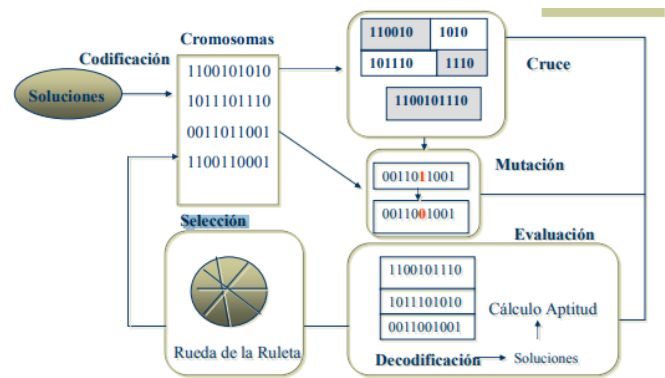 Codificación
Soluciones
Cromosomas
1100101010
1011101110
0011011001
1100110001
110010 1010
101110 1110
1100101110
Cruce
Mutación
0011011001
0011001001
Selección
Rueda de la Ruleta
Evaluación
1100101110
1011101010
0011001001
Cálculo Aptitud
Decodificación Soluciones